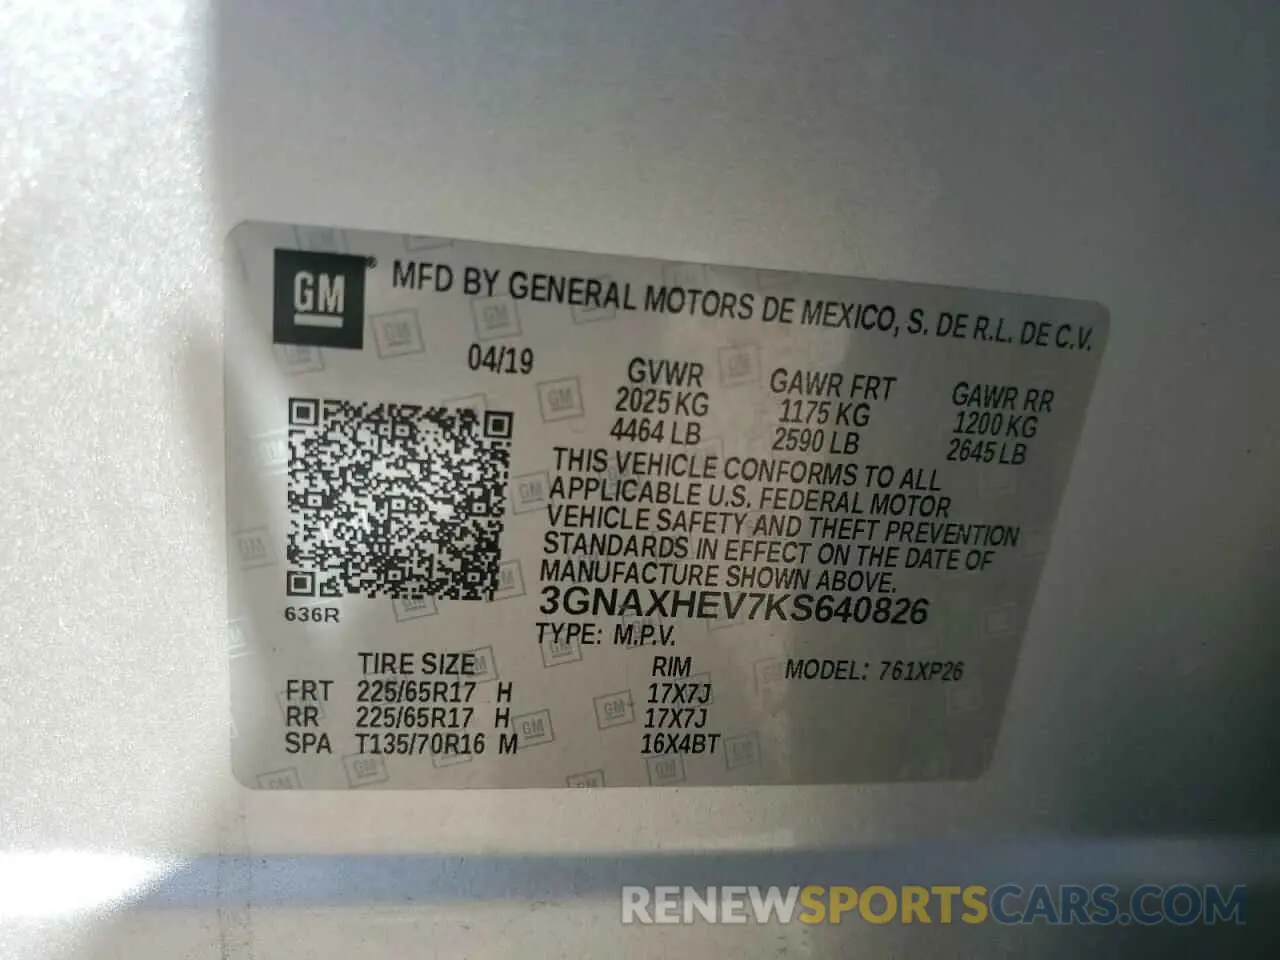 GM® MFD BY GENERAL MOTORS DE MEXICO, S. DE R.L. DE C.V.
04/19 GVWR GAWR FRT GAWR RR
2025 KG 1175 KG 1200 KG
4464 LB 2590 LB 2645 LB
THIS VEHICLE CONFORMS TO ALL
APPLICABLE U.S. FEDERAL MOTOR
VEHICLE SAFETY AND THEFT PREVENTION
STANDARDS IN EFFECT ON THE DATE OF
MANUFACTURE SHOWN ABOVE.
636R 3GNAXHEV7KS640826
TYPE: M.P.V.
TIRE SIZE RIM MODEL: 761XP26
FRT 225/65R17 H 17X7J
RR 225/65R17 H 17X7J
SPA T135/70R16 M 16X4BT
RENEWSPORTSCARS.COM